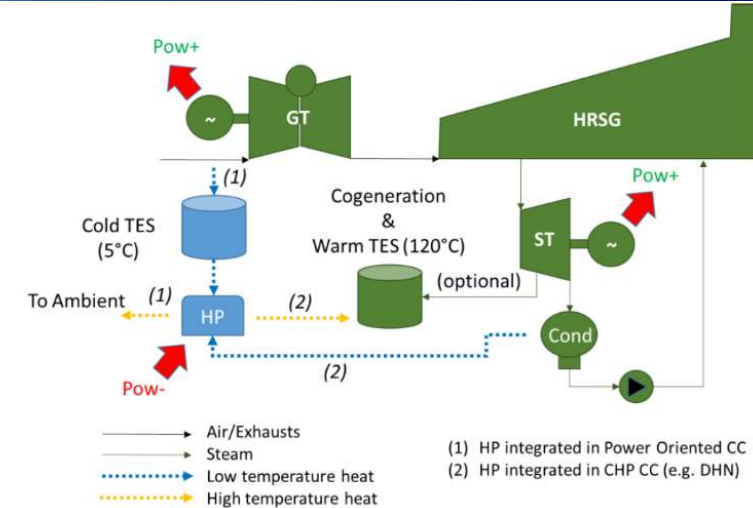 Pow+
~
GT
HRSG
(1)
Cogeneration
&
Warm TES (120°C)
Pow+
Cold TES
(5°C)
ST
~
(optional)
To Ambient
(1)
HP
(2)
Cond
(2)
Pow-
Air/Exhausts
Steam
Low temperature heat
High temperature heat
(1) HP integrated in Power Oriented CC
(2) HP integrated in CHP CC (e.g. DHN)